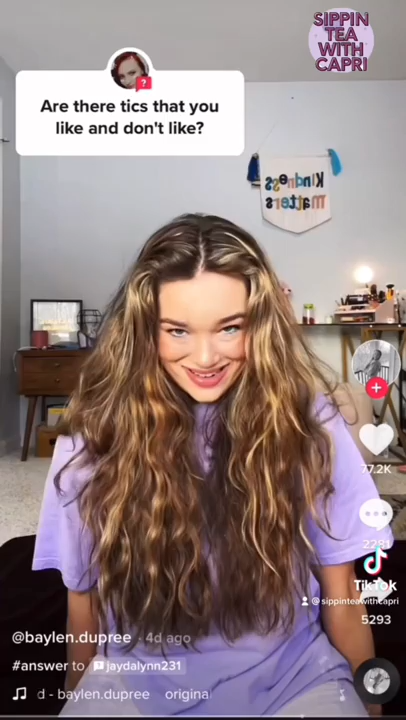 SIPPIN
TEA
WITH
CAPRI
Are there tics that you
like and don't like?
?
Kindness
matters
77.2K
2281
TikTok
@sippinteawithcapri
5293
@baylen.dupree · 4d ago
#answer to jaydalynn231
d - baylen.dupree original